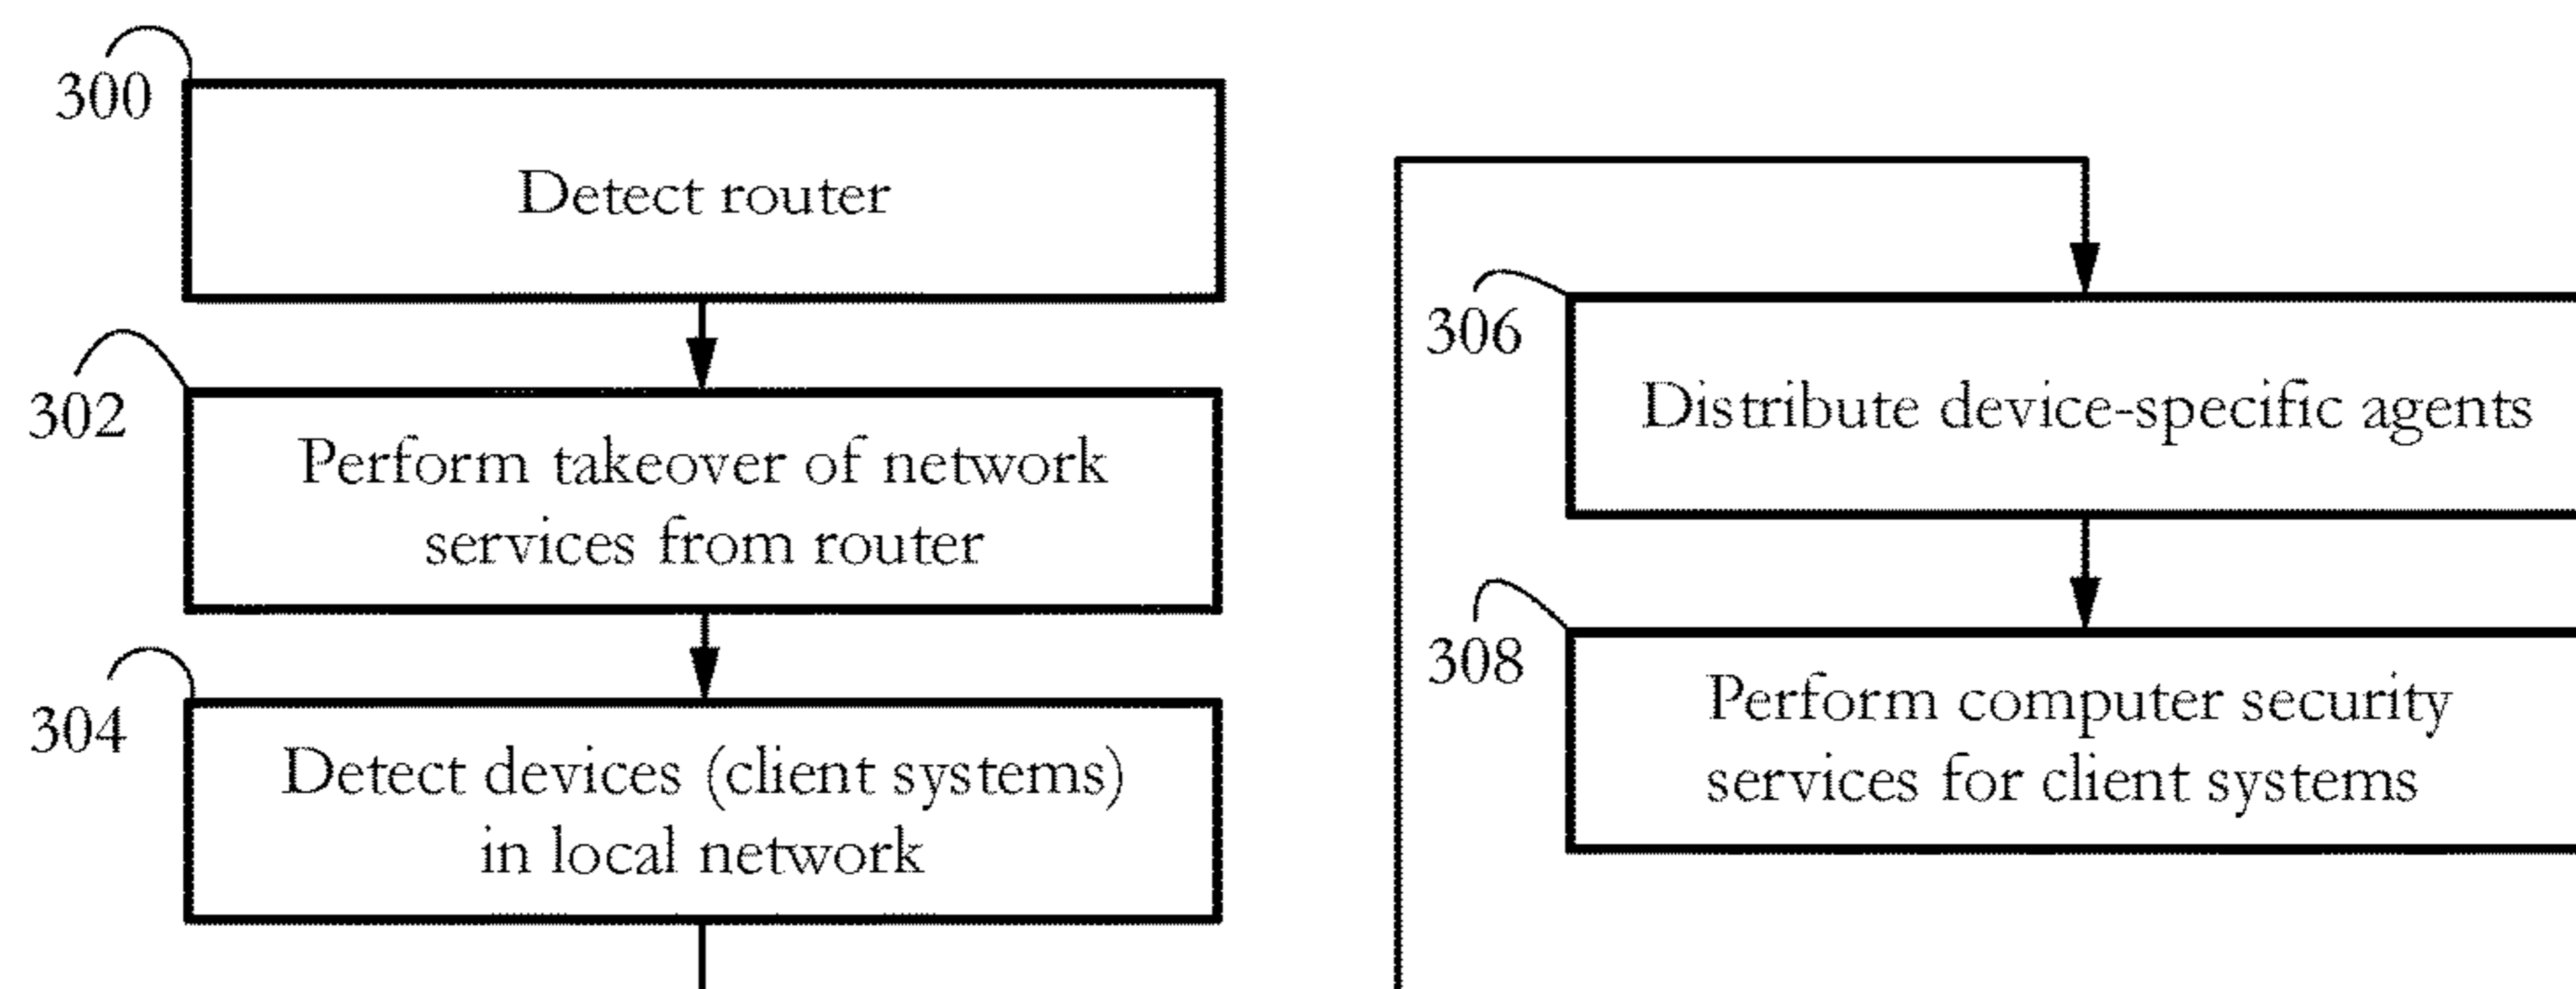 300
Detect router
302
Perform takeover of network
services from router
304
Detect devices (client systems)
in local network
306
Distribute device-specific agents
308
Perform computer security
services for client systems